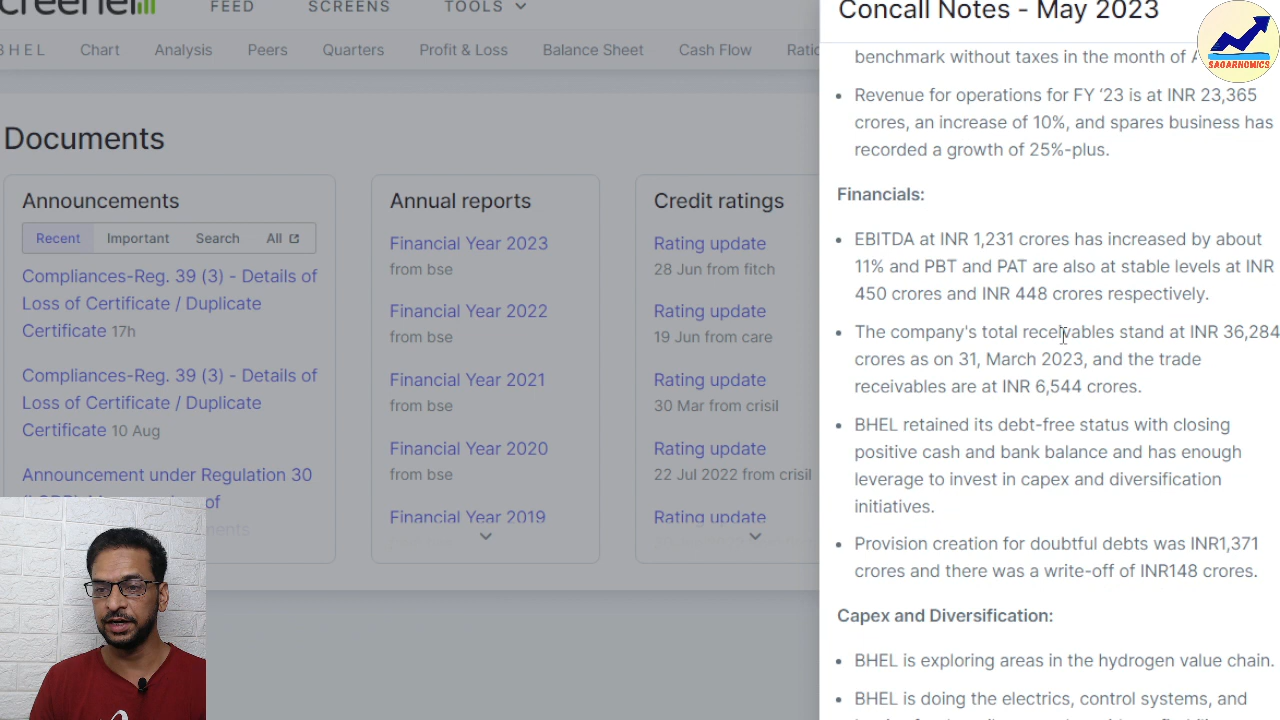 FEED
SCREENS
TOOLS
BHEL
Chart
Analysis
Peers
Quarters
Profit & Loss
Balance Sheet
Cash Flow
Documents
Announcements
Recent
Important
Search
All
Compliances-Reg. 39 (3) - Details of
Loss of Certificate / Duplicate
Certificate 17h
Compliances-Reg. 39 (3) - Details of
Loss of Certificate / Duplicate
Certificate 10 Aug
Announcement under Regulation 30
of
Annual reports
Financial Year 2023
from bse
Financial Year 2022
from bse
Financial Year 2021
from bse
Financial Year 2020
from bse
Financial Year 2019
Credit ratings
Rating update
28 Jun from fitch
Rating update
19 Jun from care
Rating update
30 Mar from crisil
Rating update
22 Jul 2022 from crisil
Rating update
Concall Notes - May 2023
SAGARNOMICS
benchmark without taxes in the month of
Revenue for operations for FY ‘23 is at INR 23,365
crores, an increase of 10%, and spares business has
recorded a growth of 25%-plus.
Financials:
EBITDA at INR 1,231 crores has increased by about
11% and PBT and PAT are also at stable levels at INR
450 crores and INR 448 crores respectively.
The company's total receivables stand at INR 36,284
crores as on 31, March 2023, and the trade
receivables are at INR 6,544 crores.
BHEL retained its debt-free status with closing
positive cash and bank balance and has enough
leverage to invest in capex and diversification
initiatives.
Provision creation for doubtful debts was INR1,371
crores and there was a write-off of INR148 crores.
Capex and Diversification:
BHEL is exploring areas in the hydrogen value chain.
BHEL is doing the electrics, control systems, and